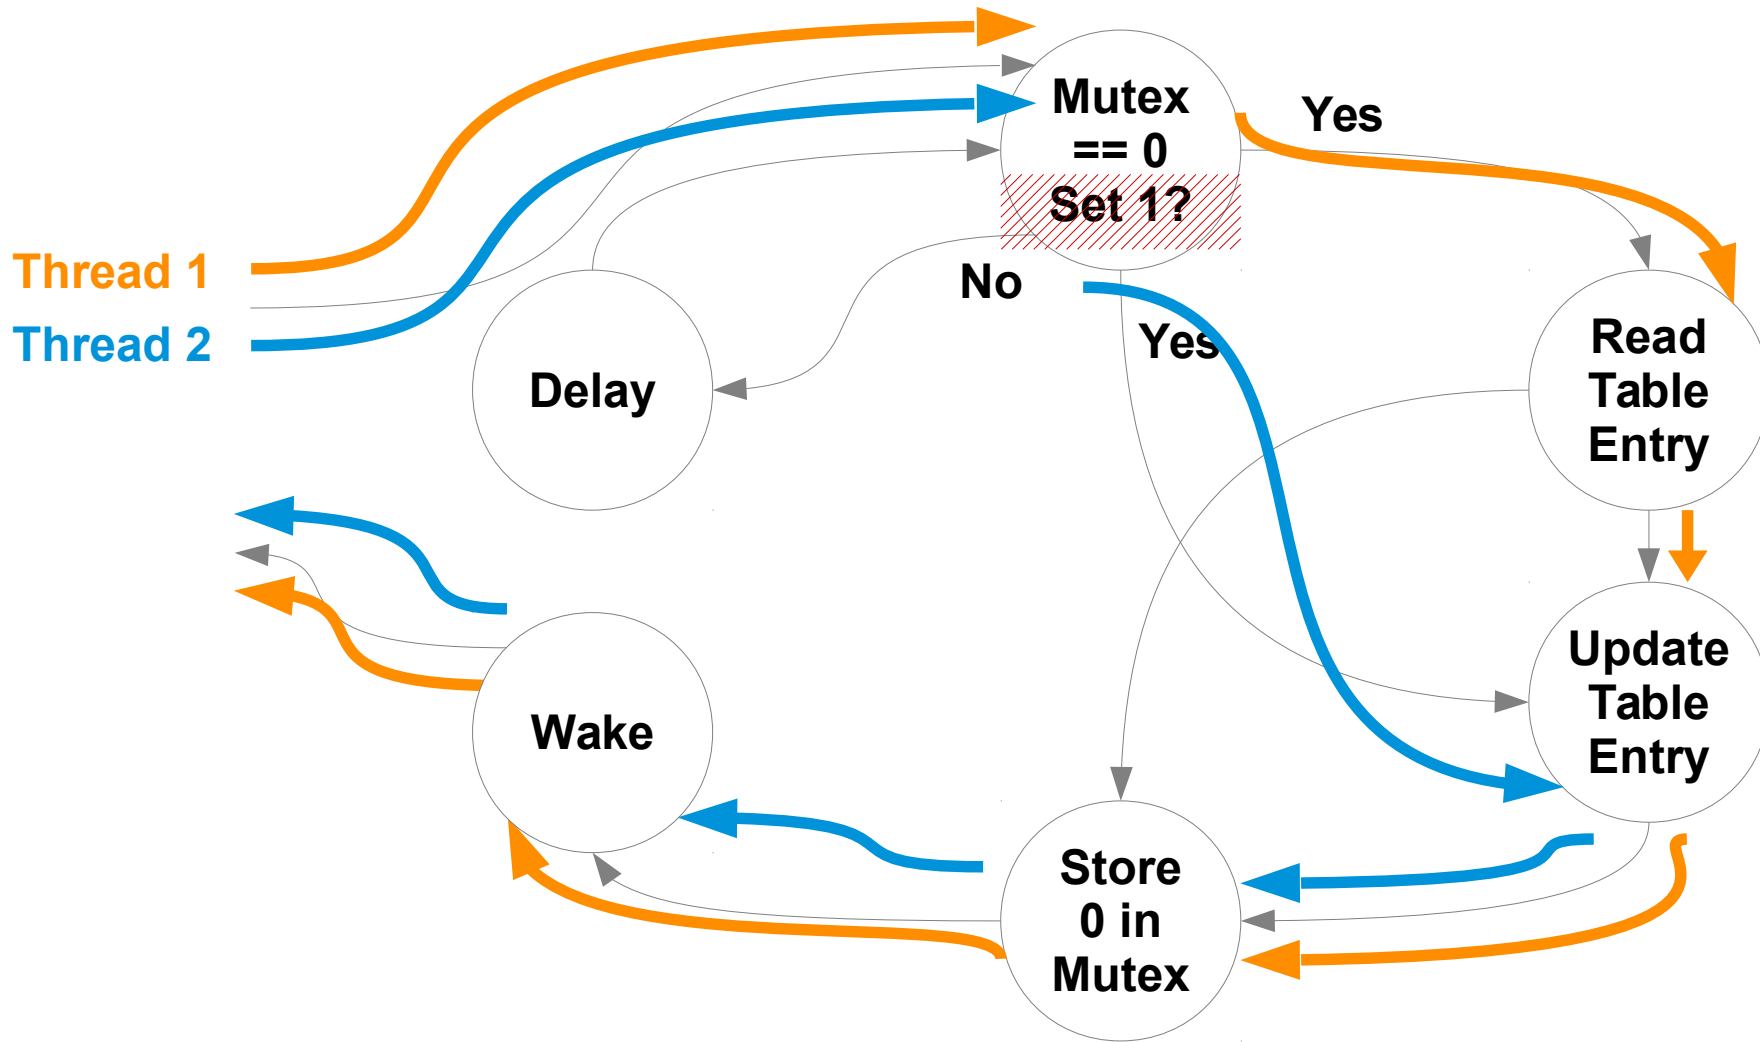 Mutex
== 0
Set 1?
Yes
Thread 1
No
Thread 2
Yes
Delay
Read
Table
Entry
Update
Table
Entry
Wake
Store
0 in
Mutex